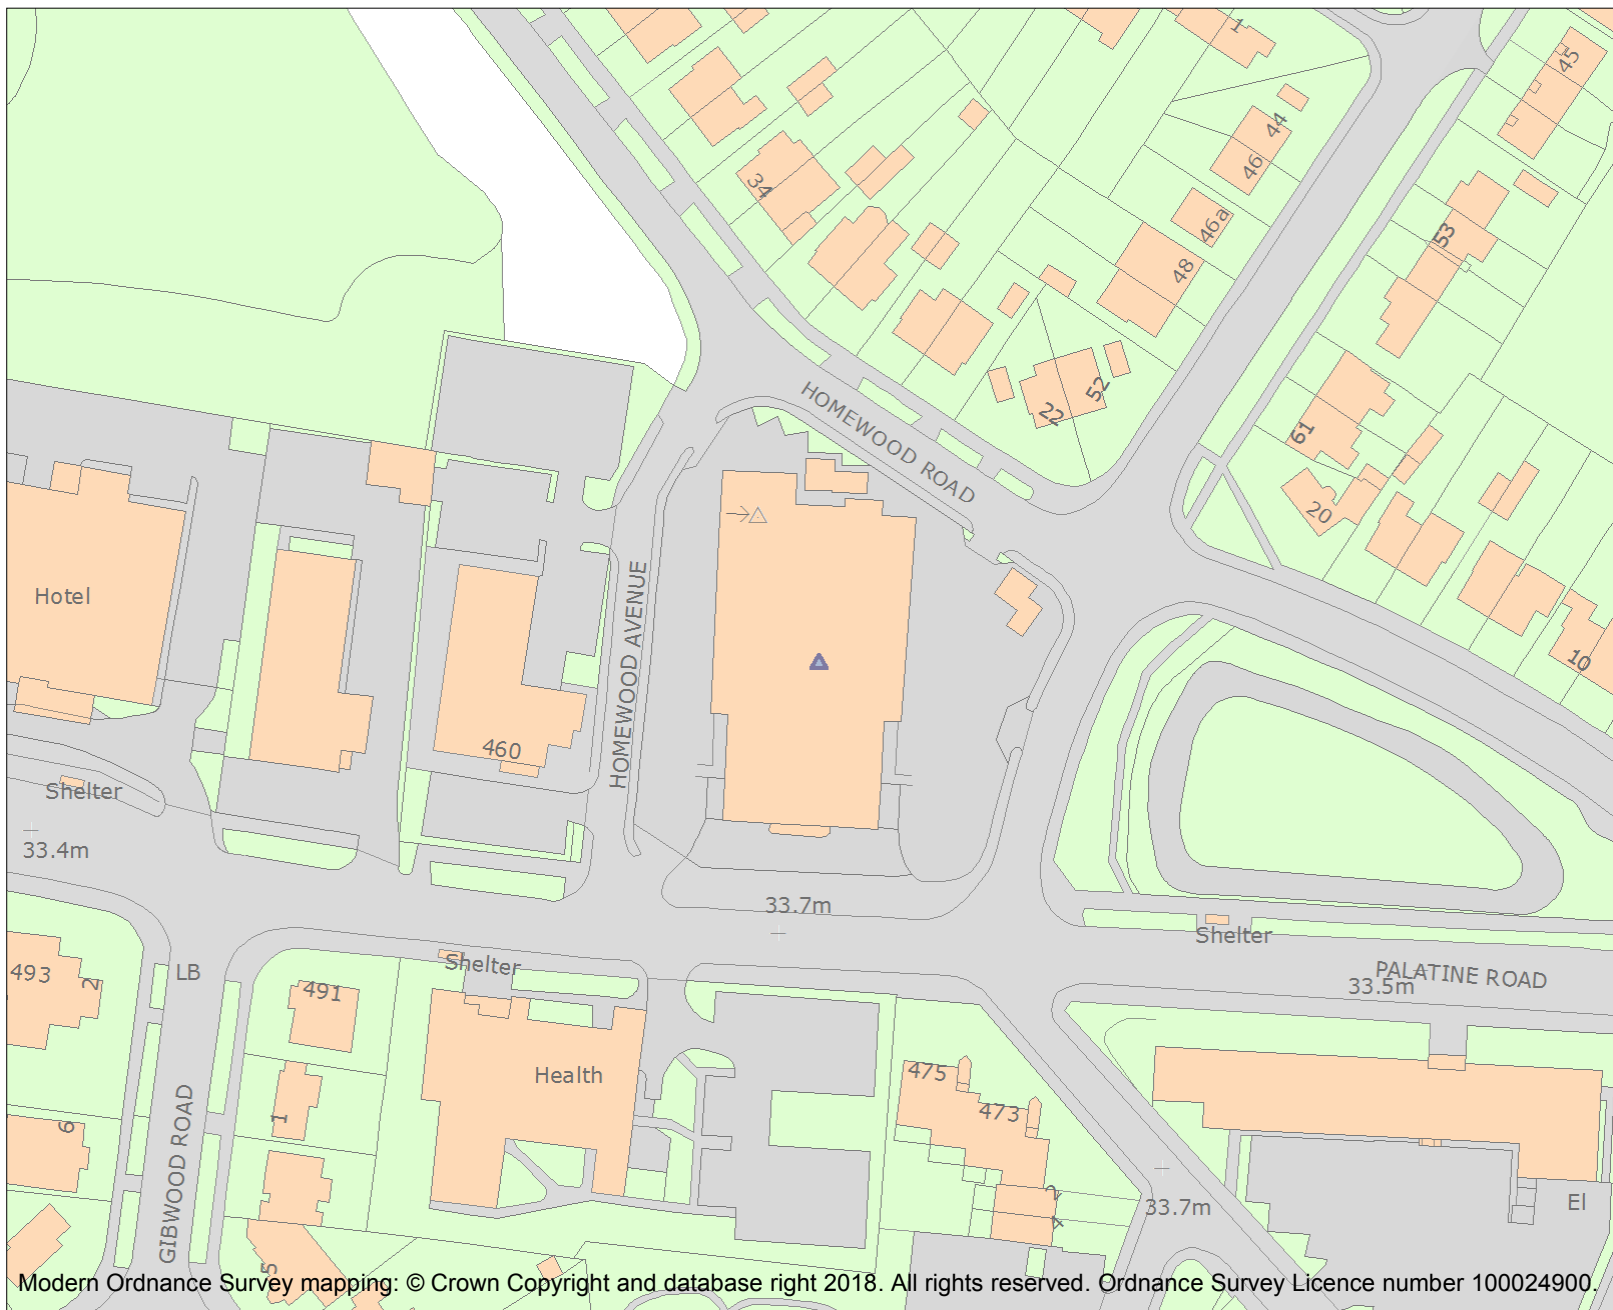 1
45
44
46
34
46a
53
48
52
22
HOMEWOOD ROAD
61
20
Hotel
HOMEWOOD AVENUE
10
460
Shelter
33.4m
33.7m
Shelter
Shelter
493
2
LB
491
PALATINE ROAD
33.5m
Health
475
473
1
6
GIBWOOD ROAD
2
4
33.7m
El
5
Modern Ordnance Survey mapping: © Crown Copyright and database right 2018. All rights reserved. Ordnance Survey Licence number 100024900.